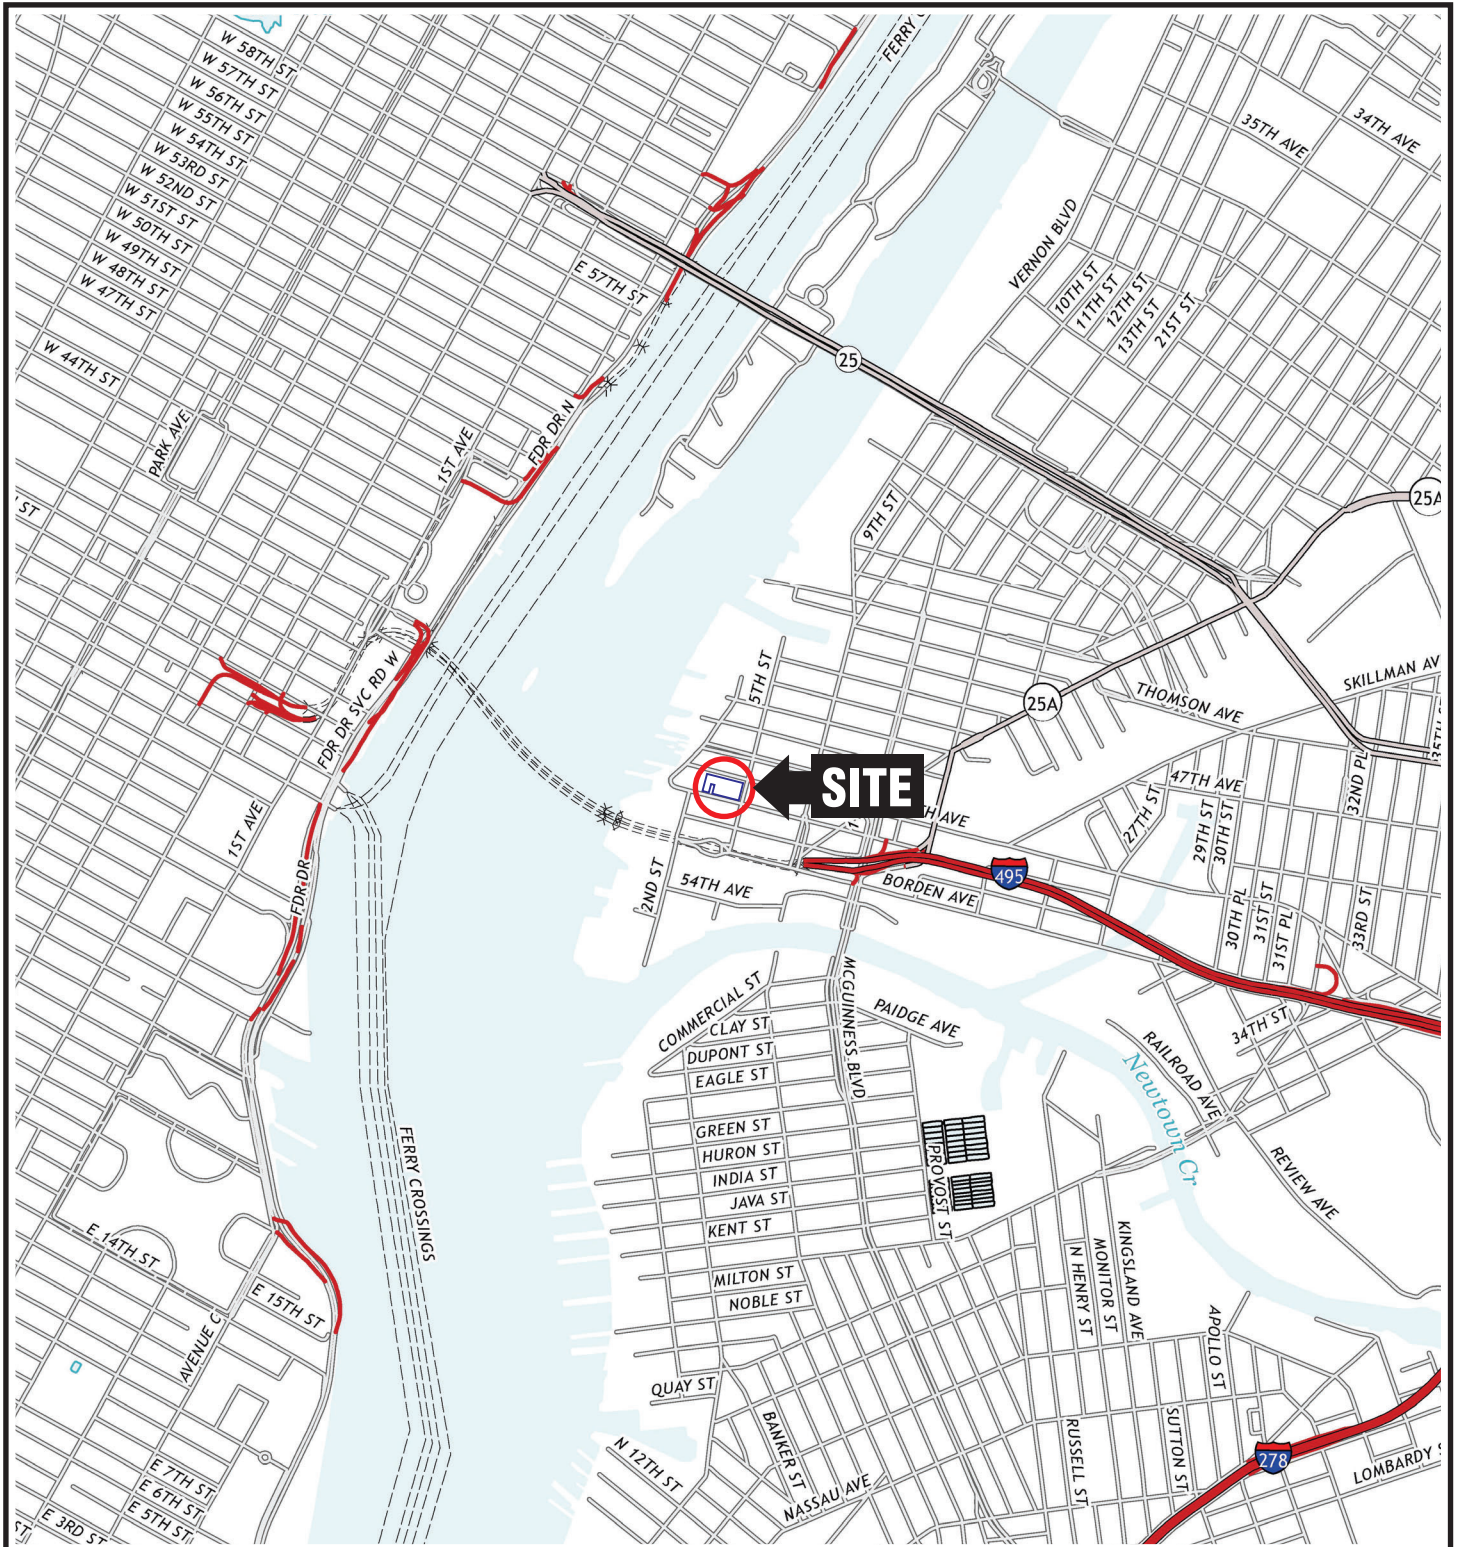 W 58TH ST
W 57TH ST
W 56TH ST
W 55TH ST
W 54TH ST
W 53RD ST
W 52ND ST
W 51ST ST
W 50TH ST
W 49TH ST
W 48TH ST
W 47TH ST
W 44TH ST
FERRY
34TH AVE
35TH AVE
VERNON BLVD
10TH ST
11TH ST
12TH ST
13TH ST
21ST ST
E 57TH ST
25
PARK AVE
1ST AVE
FDR DR N
ST
9TH ST
25A
5TH ST
FDR DR SVC RD W
25A
THOMSON AVE
SKILLMAN AV
35TH
SITE
47TH AVE
32ND PL
27TH ST
29TH ST
30TH ST
TH AVE
1ST AVE
FDR DR
2ND ST
54TH AVE
BORDEN AVE
495
30TH PL
31ST ST
31ST PL
33RD ST
34TH ST
COMMERCIAL ST
CLAY ST
DUPONT ST
EAGLE ST
MCGUINNESS BLVD
PAIDGE AVE
RAILROAD AVE
Newtown Cr
REVIEW AVE
GREEN ST
HURON ST
INDIA ST
JAVA ST
KENT ST
PROVOST ST
FERRY CROSSINGS
E 14TH ST
E 15TH ST
AVENUE C
MILTON ST
NOBLE ST
N HENRY ST
MONITOR ST
KINGSLAND AVE
APOLLO ST
QUAY ST
BANKER ST
N 12TH ST
NASSAU AVE
RUSSELL ST
SUTTON ST
278
LOMBARDY S
E 7TH ST
E 6TH ST
E 5TH ST
E 3RD ST
ST